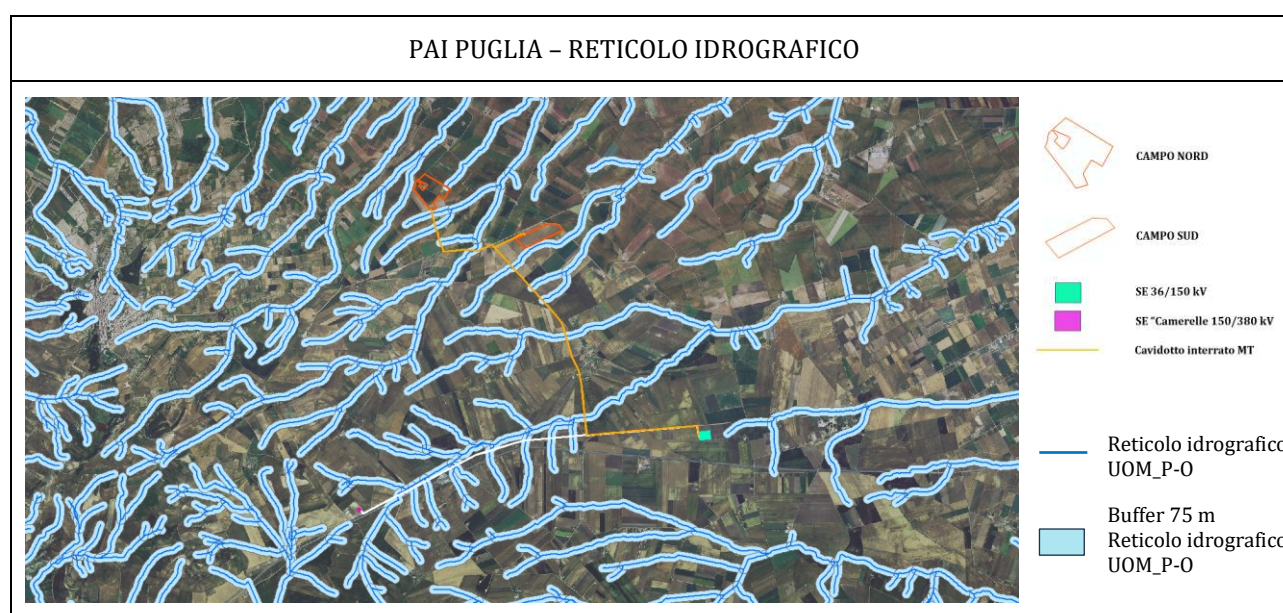 PAI PUGLIA – RETICOLO IDROGRAFICO
CAMPO NORD
CAMPO SUD
SE 36/150 kV
SE "Camerelle 150/380 kV
Cavidotto interrato MT
Reticolo idrografico
UOM_P-O
Buffer 75 m
Reticolo idrografico
UOM_P-O